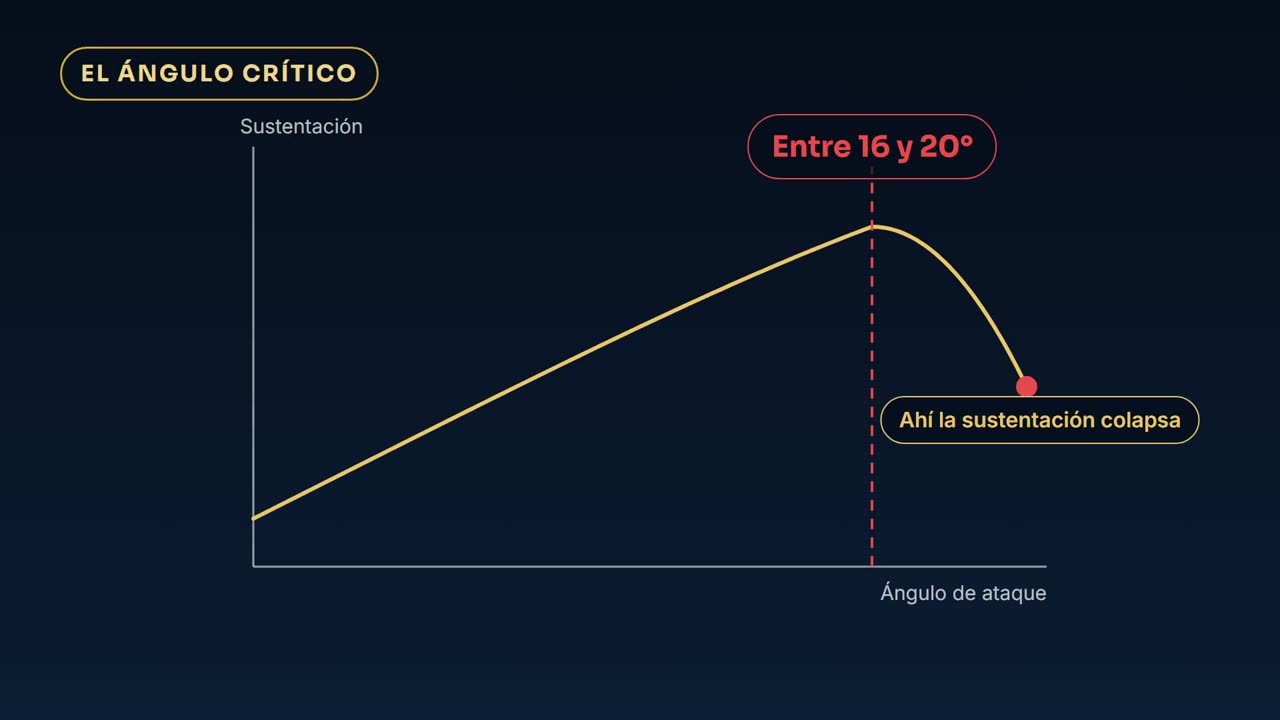 EL ÁNGULO CRÍTICO
Sustentación
Entre 16 y 20°
Ahí la sustentación colapsa
Ángulo de ataque